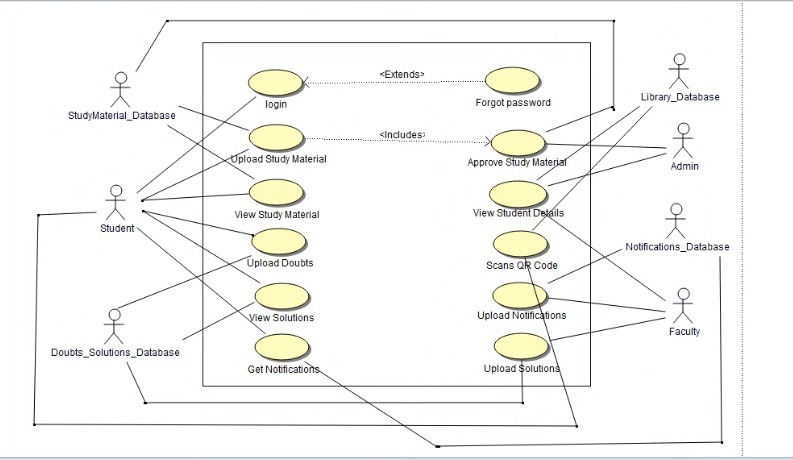 <Extends>
login
Forgot password
StudyMaterial_Database
Library_Database
<Includes>
Upload Study Material
Approve Study Material
Admin
View Study Material
View Student Details
Student
Notifications_Database
Upload Doubts
Scans QR Code
View Solutions
Upload Notifications
Faculty
Doubts_Solutions_Database
Get Notifications
Upload Solutions